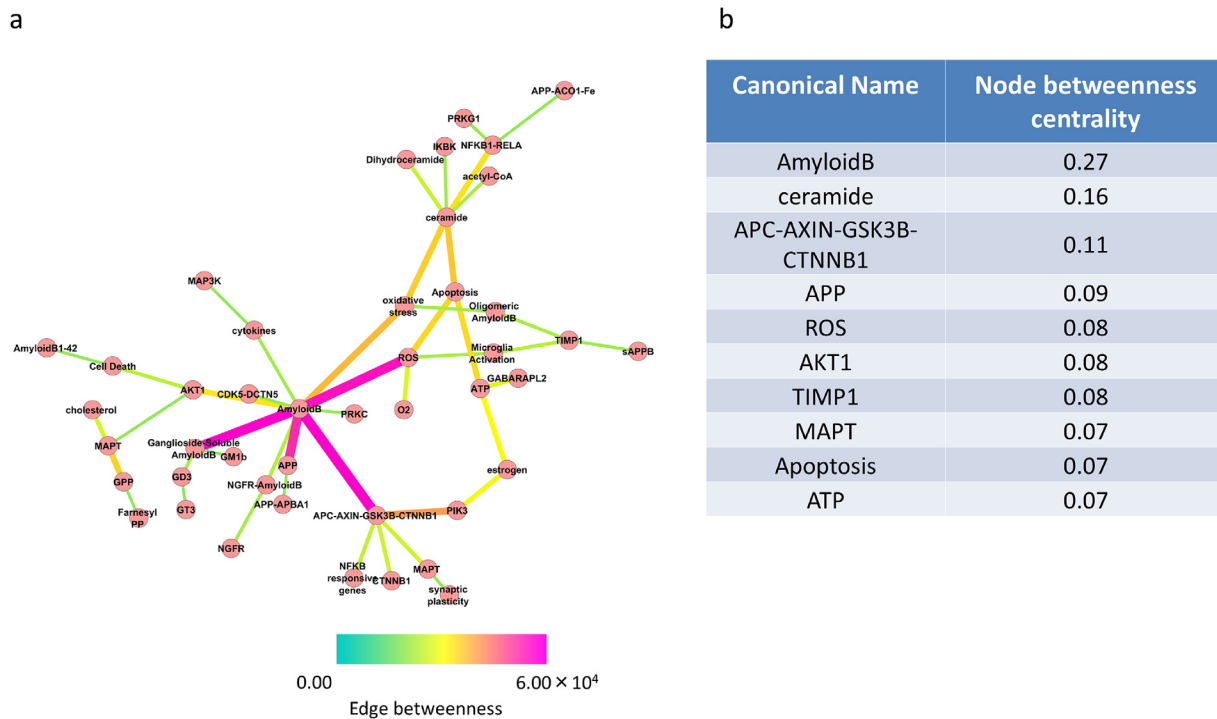 a
b
APP-ACO1-Fe
PRKG1
IKBK
NFKB1-RELA
Dihydroceramide
acetyl-CoA
ceramide
MAP3K
Apoptosis
oxidative
stress
Oligomeric
AmyloidB
cytokines
TIMP1
AmyloidB1-42
sAPPB
Microglia
Activation
ROS
Cell Death
GABARAPL2
AKT1
CDK5-DCTN5
ATP
cholesterol
AmyloidB
PRKC
O2
MAPT
Ganglioside-Soluble
AmyloidB
GM1b
APP
estrogen
GPP
GD3
NGFR-AmyloidB
APP-APBA1
Farnesyl
PP
GT3
APC-AXIN-GSK3B-CTNNB1
PIK3
NGFR
NFKB
responsive
genes
CTNNB1
MAPT
synaptic
plasticity
0.00
6.00 × 10⁴
Edge betweenness
Canonical Name
Node betweenness
centrality
AmyloidB
0.27
ceramide
0.16
APC-AXIN-GSK3B-
CTNNB1
0.11
APP
0.09
ROS
0.08
AKT1
0.08
TIMP1
0.08
MAPT
0.07
Apoptosis
0.07
ATP
0.07